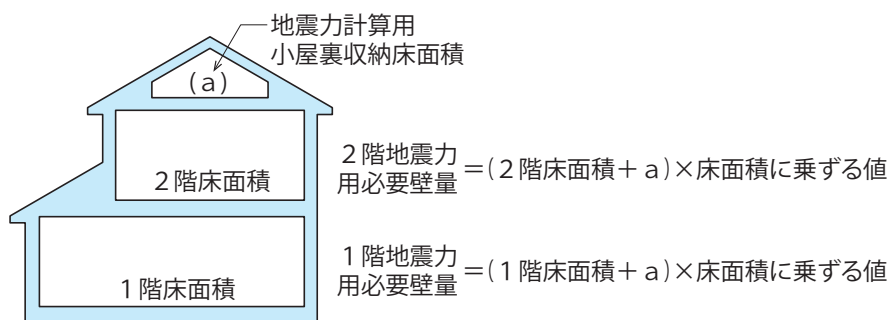 地震力計算用
小屋裏収納床面積
(a)
2階床面積
2階地震力
用必要壁量
=(2階床面積+a)×床面積に乗ずる値
1階床面積
1階地震力
用必要壁量
=(1階床面積+a)×床面積に乗ずる値